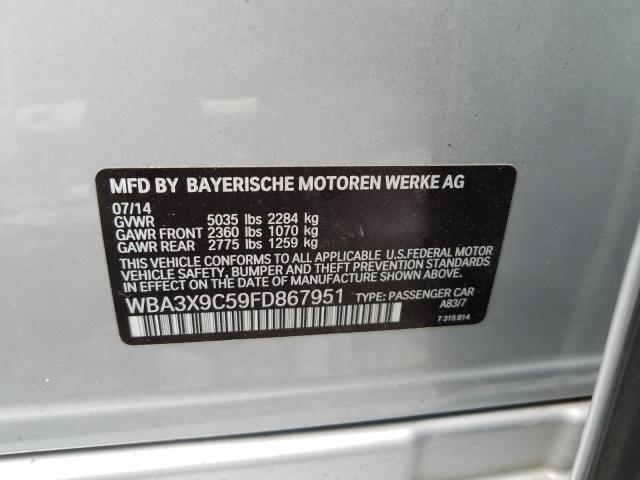 MFD BY BAYERISCHE MOTOREN WERKE AG
07/14
GVWR 5035 lbs 2284 kg
GAWR FRONT 2360 lbs 1070 kg
GAWR REAR 2775 lbs 1259 kg
THIS VEHICLE CONFORMS TO ALL APPLICABLE U.S.FEDERAL MOTOR
VEHICLE SAFETY, BUMPER AND THEFT PREVENTION STANDARDS
IN EFFECT ON THE DATE OF MANUFACTURE SHOWN ABOVE.
WBA3X9C59FD867951 TYPE: PASSENGER CAR
A83/7
7 315 814